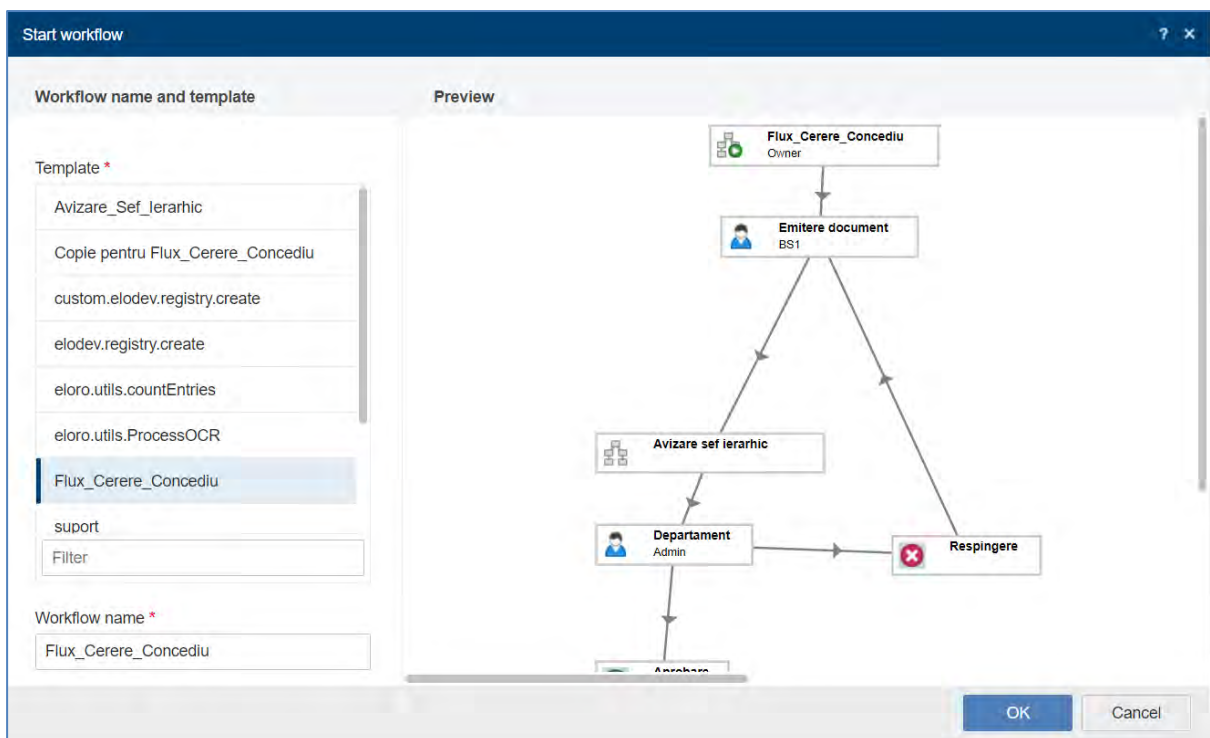 Start workflow
? ×
Workflow name and template
Preview
Template *
Avizare_Sef_Ierarhic
Copie pentru Flux_Cerere_Concediu
custom.elodev.registry.create
elodev.registry.create
eloro.utils.countEntries
eloro.utils.ProcessOCR
Flux_Cerere_Concediu
suport
Filter
Workflow name *
Flux_Cerere_Concediu
Flux_Cerere_Concediu
Owner
Emitere document
BS1
Avizare sef ierarhic
Departament
Admin
Respingere
Aprobare
OK
Cancel